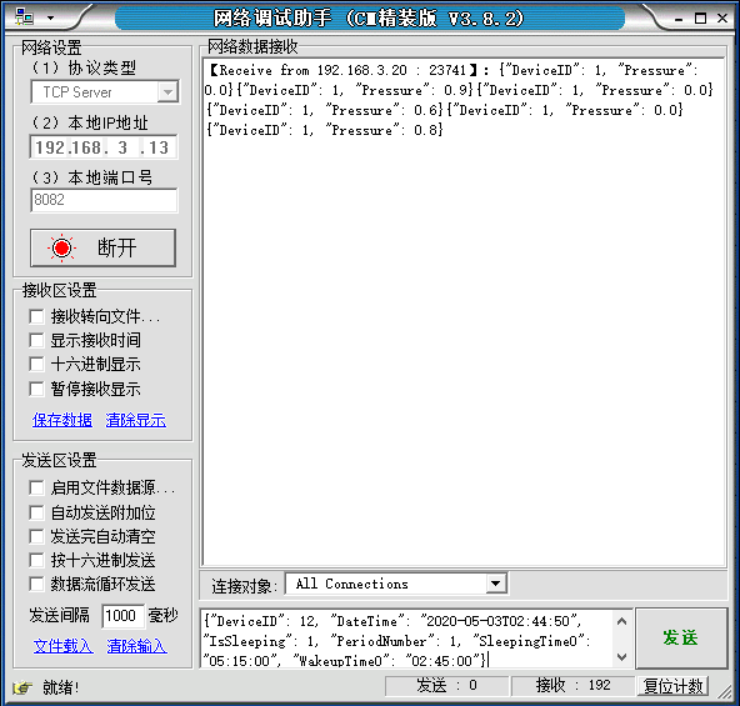 网络调试助手 (CM精装版 V3.8.2)
网络设置
(1) 协议类型
TCP Server
(2) 本地IP地址
192.168. 3 .13
(3) 本地端口号
8082
断开
接收区设置
接收转向文件...
显示接收时间
十六进制显示
暂停接收显示
保存数据 清除显示
发送区设置
启用文件数据源...
自动发送附加位
发送完自动清空
按十六进制发送
数据流循环发送
发送间隔 1000 毫秒
文件载入 清除输入
网络数据接收
【Receive from 192.168.3.20 : 23741】: {"DeviceID": 1, "Pressure":
0.0}{"DeviceID": 1, "Pressure": 0.9}{"DeviceID": 1, "Pressure": 0.0}
{"DeviceID": 1, "Pressure": 0.6}{"DeviceID": 1, "Pressure": 0.0}
{"DeviceID": 1, "Pressure": 0.8}
连接对象: All Connections
{"DeviceID": 12, "DateTime": "2020-05-03T02:44:50",
"IsSleeping": 1, "PeriodNumber": 1, "SleepingTime0":
"05:15:00", "WakeupTime0": "02:45:00"}
发送
就绪!
发送 : 0
接收 : 192
复位计数